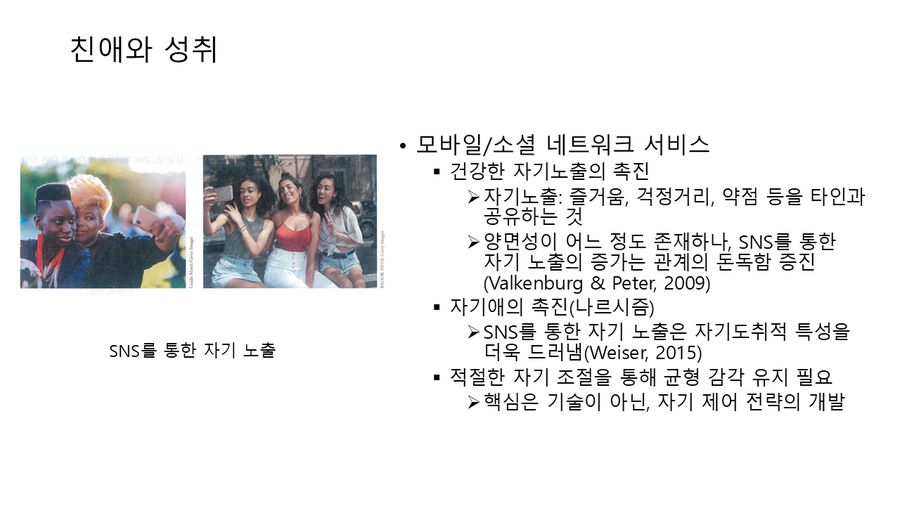 친애와 성취
• 모바일/소셜 네트워크 서비스
▪ 건강한 자기노출의 촉진
➢자기노출: 즐거움, 걱정거리, 약점 등을 타인과
공유하는 것
➢양면성이 어느 정도 존재하나, SNS를 통한
자기 노출의 증가는 관계의 돈독함 증진
(Valkenburg & Peter, 2009)
▪ 자기애의 촉진(나르시즘)
➢SNS를 통한 자기 노출은 자기도취적 특성을
더욱 드러냄(Weiser, 2015)
▪ 적절한 자기 조절을 통해 균형 감각 유지 필요
➢핵심은 기술이 아닌, 자기 제어 전략의 개발
SNS를 통한 자기 노출